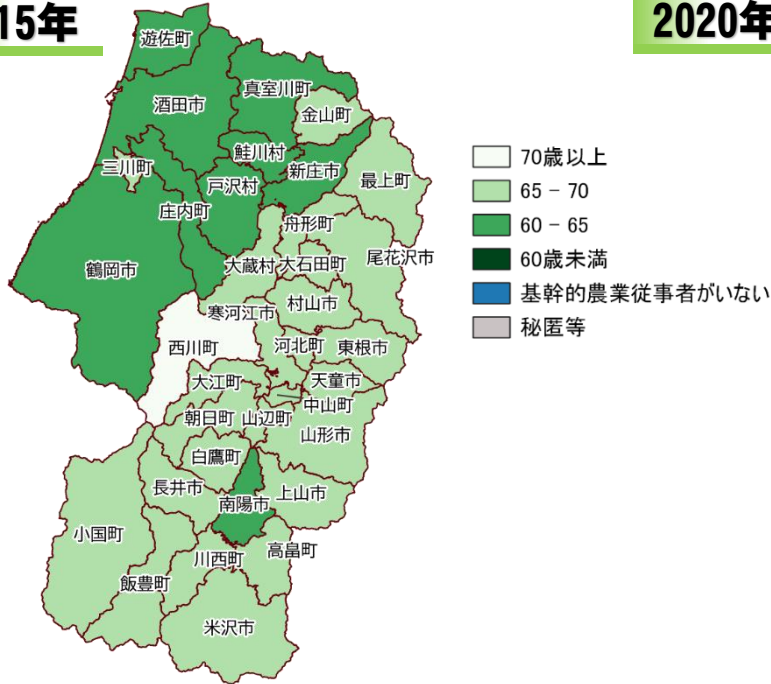 15年
2020年
遊佐町
真室川町
酒田市
金山町
鮭川村
三川町
新庄市
戸沢村
最上町
庄内町
舟形町
尾花沢市
大蔵村
大石田町
鶴岡市
村山市
寒河江市
西川町
河北町
東根市
大江町
天童市
中山町
朝日町
山辺町
山形市
白鷹町
長井市
上山市
南陽市
小国町
高畠町
川西町
飯豊町
米沢市
70歳以上
65 - 70
60 - 65
60歳未満
基幹的農業従事者がいない
秘匿等